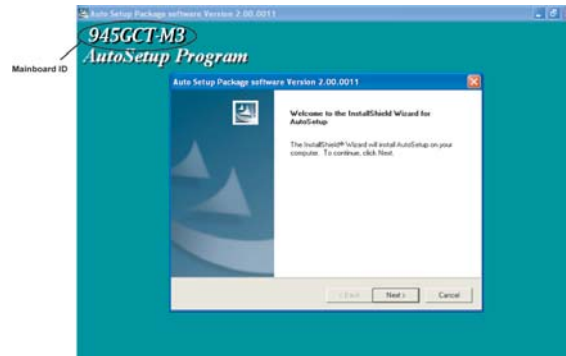 Auto Setup Package software Version 2.00.0011
945GCT-M3
AutoSetup Program
Mainboard ID
Auto Setup Package software Version 2.00.0011
Welcome to the InstallShield Wizard for
AutoSetup
The InstallShield® Wizard will install AutoSetup on your
computer. To continue, click Next.
< Back
Next >
Cancel